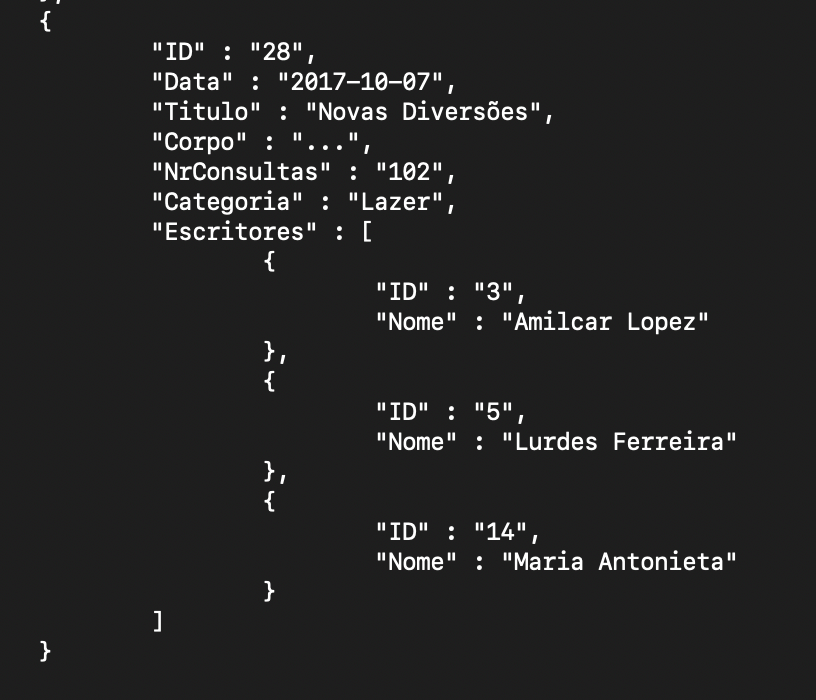 {
"ID" : "28",
"Data" : "2017-10-07",
"Titulo" : "Novas Diversões",
"Corpo" : "...",
"NrConsultas" : "102",
"Categoria" : "Lazer",
"Escritores" : [
{
"ID" : "3",
"Nome" : "Amilcar Lopez"
},
{
"ID" : "5",
"Nome" : "Lurdes Ferreira"
},
{
"ID" : "14",
"Nome" : "Maria Antonieta"
}
]
}